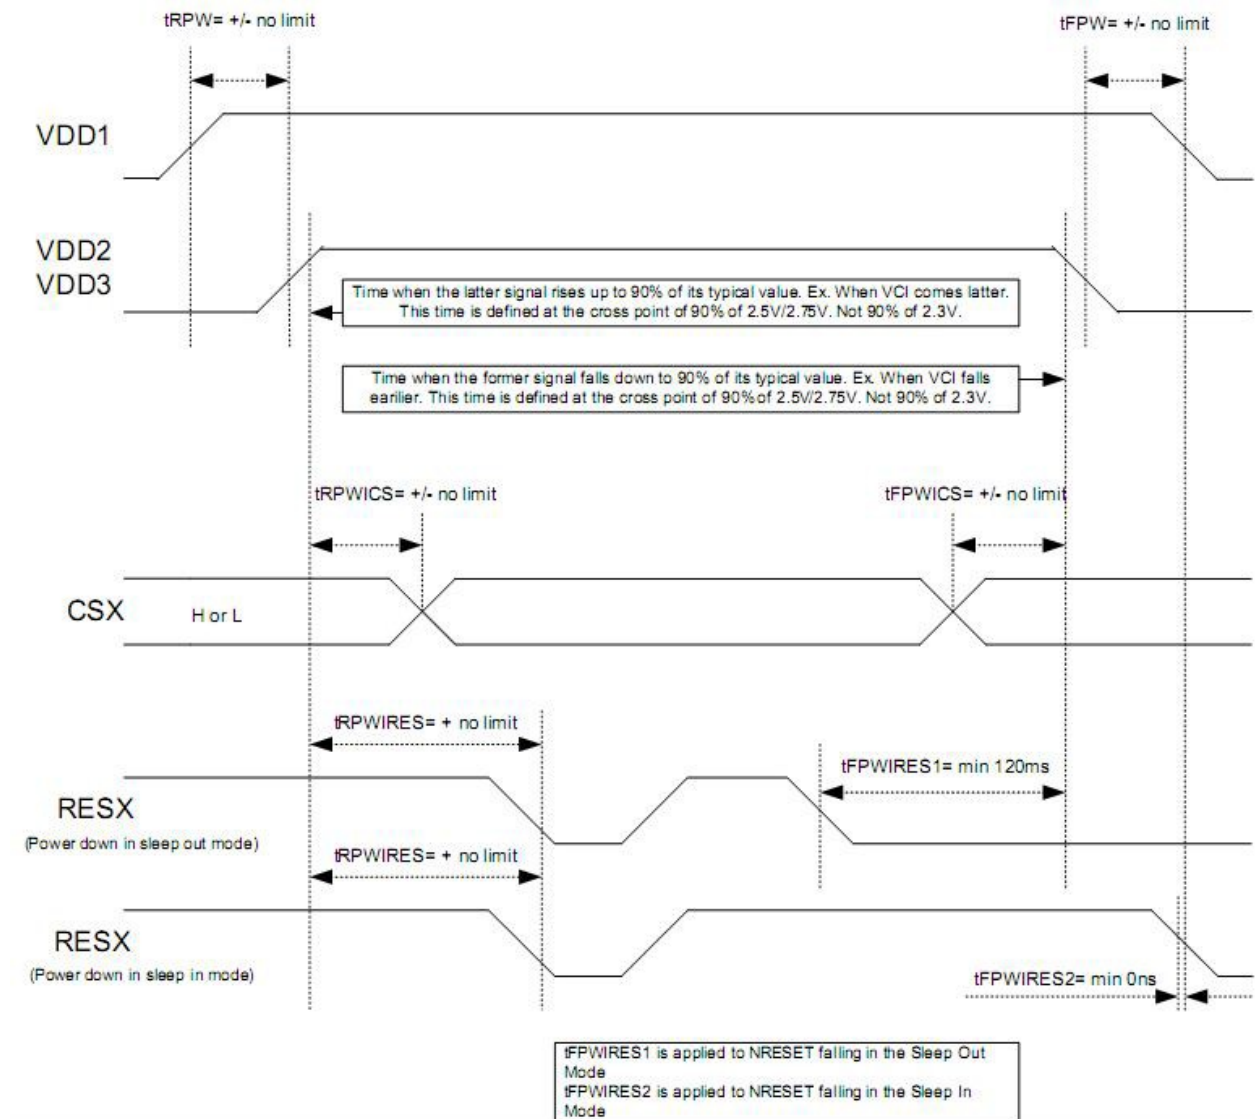 tRPW= +/- no limit
tFPW= +/- no limit
VDD1
VDD2
VDD3
Time when the latter signal rises up to 90% of its typical value. Ex. When VCI comes latter.
This time is defined at the cross point of 90% of 2.5V/2.75V. Not 90% of 2.3V.
Time when the former signal falls down to 90% of its typical value. Ex. When VCI falls
earilier. This time is defined at the cross point of 90% of 2.5V/2.75V. Not 90% of 2.3V.
tRPWICS= +/- no limit
tFPWICS= +/- no limit
CSX
H or L
tRPWIRES= + no limit
tFPWIRES1= min 120ms
RESX
(Power down in sleep out mode)
tRPWIRES= + no limit
RESX
(Power down in sleep in mode)
tFPWIRES2= min 0ns
tFPWIRES1 is applied to NRESET falling in the Sleep Out
Mode
tFPWIRES2 is applied to NRESET falling in the Sleep In
Mode